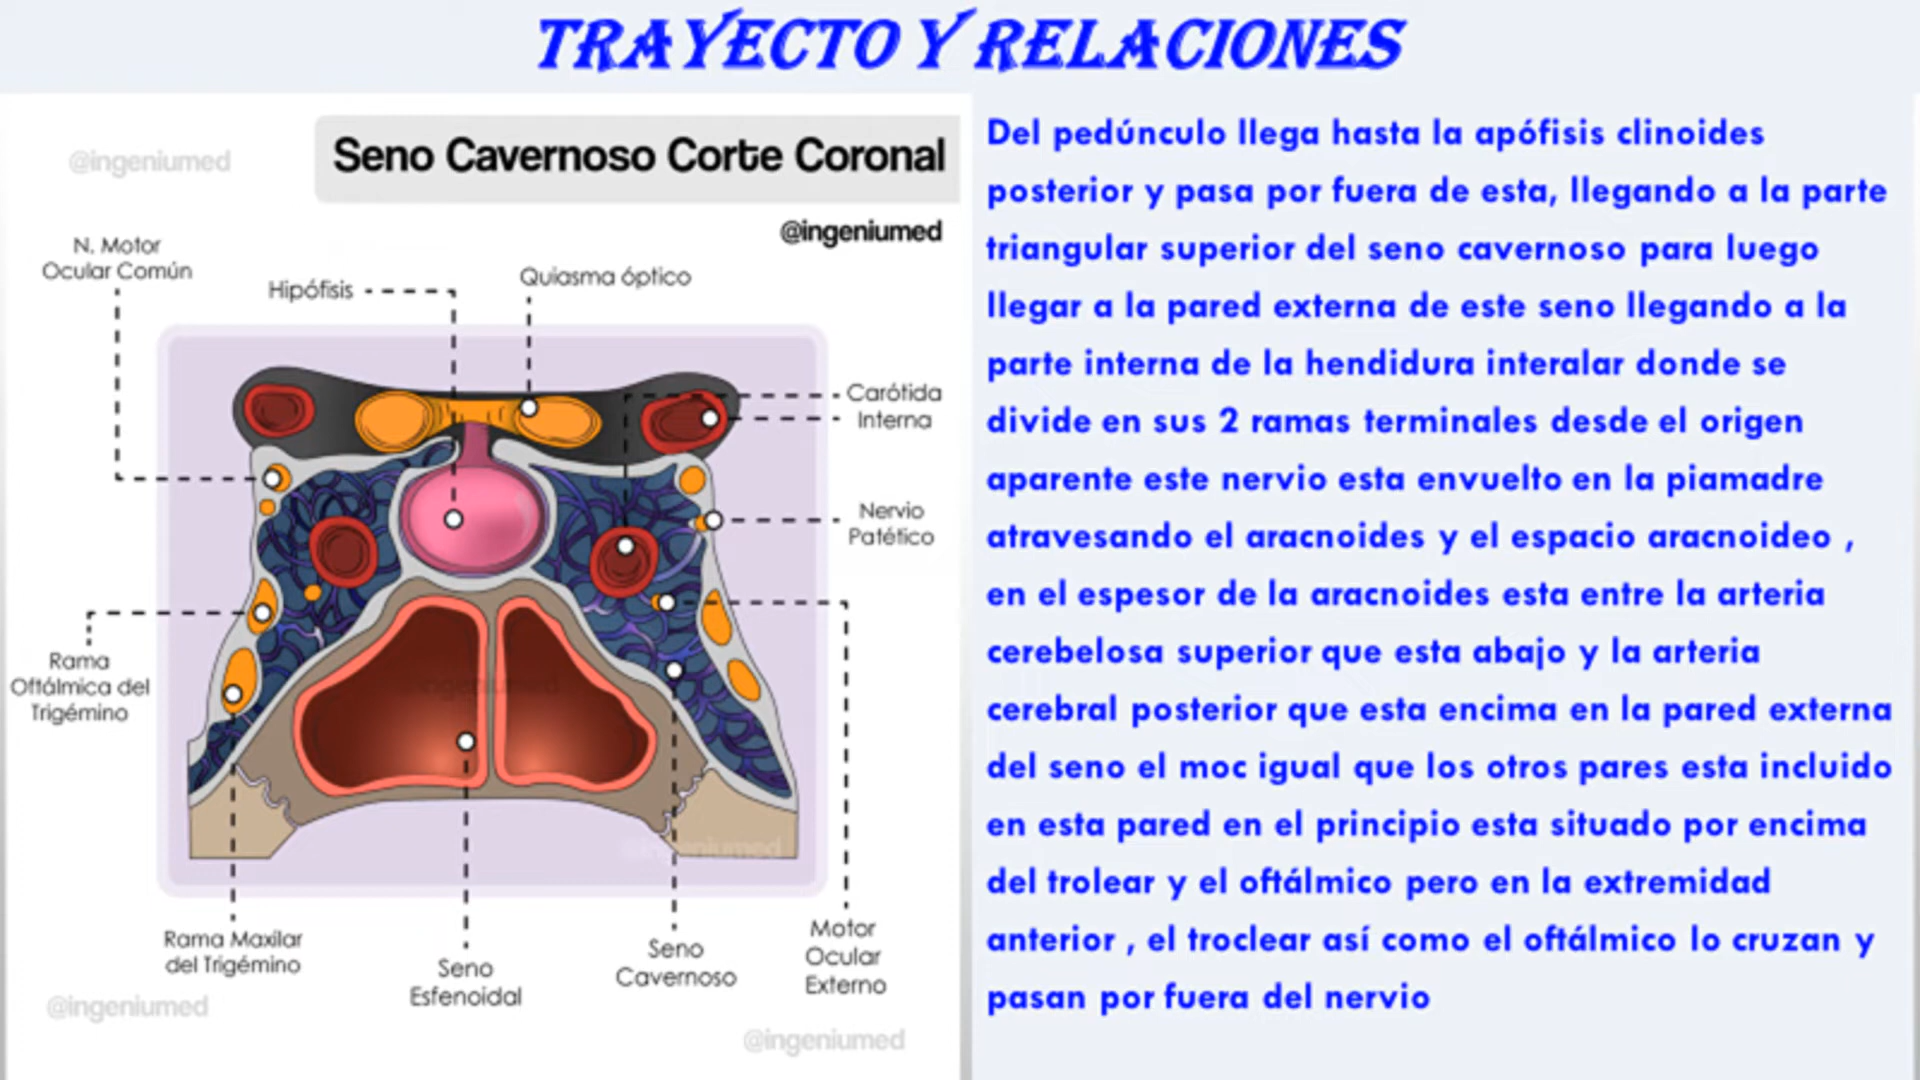 TRAYECTO Y RELACIONES
@ingeniumed
Seno Cavernoso Corte Coronal
@ingeniumed
N. Motor
Ocular Común
Hipófisis
Quiasma óptico
Carótida
Interna
Nervio
Patético
Rama
Oftálmica del
Trigémino
Rama Maxilar
del Trigémino
Seno
Esfenoidal
Seno
Cavernoso
Motor
Ocular
Externo
@ingeniumed
@ingeniumed
Del pedúnculo llega hasta la apófisis clinoides
posterior y pasa por fuera de esta, llegando a la parte
triangular superior del seno cavernoso para luego
llegar a la pared externa de este seno llegando a la
parte interna de la hendidura interalar donde se
divide en sus 2 ramas terminales desde el origen
aparente este nervio esta envuelto en la piamadre
atravesando el aracnoides y el espacio aracnoideo ,
en el espesor de la aracnoides esta entre la arteria
cerebelosa superior que esta abajo y la arteria
cerebral posterior que esta encima en la pared externa
del seno el moc igual que los otros pares esta incluido
en esta pared en el principio esta situado por encima
del trolear y el oftálmico pero en la extremidad
anterior , el troclear así como el oftálmico lo cruzan y
pasan por fuera del nervio